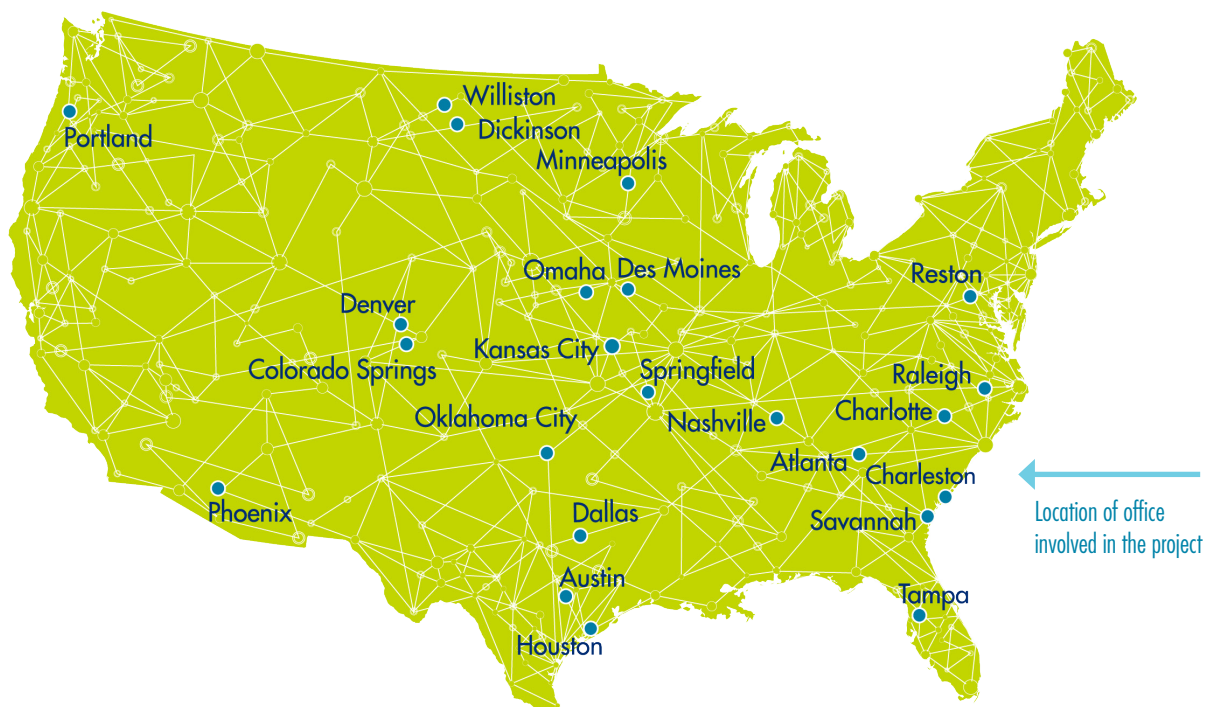 Williston
Portland
Dickinson
Minneapolis
Omaha
Des Moines
Reston
Denver
Kansas City
Colorado Springs
Springfield
Raleigh
Oklahoma City
Nashville
Charlotte
Atlanta
Charleston
Phoenix
Dallas
Savannah
Location of office
involved in the project
Austin
Tampa
Houston